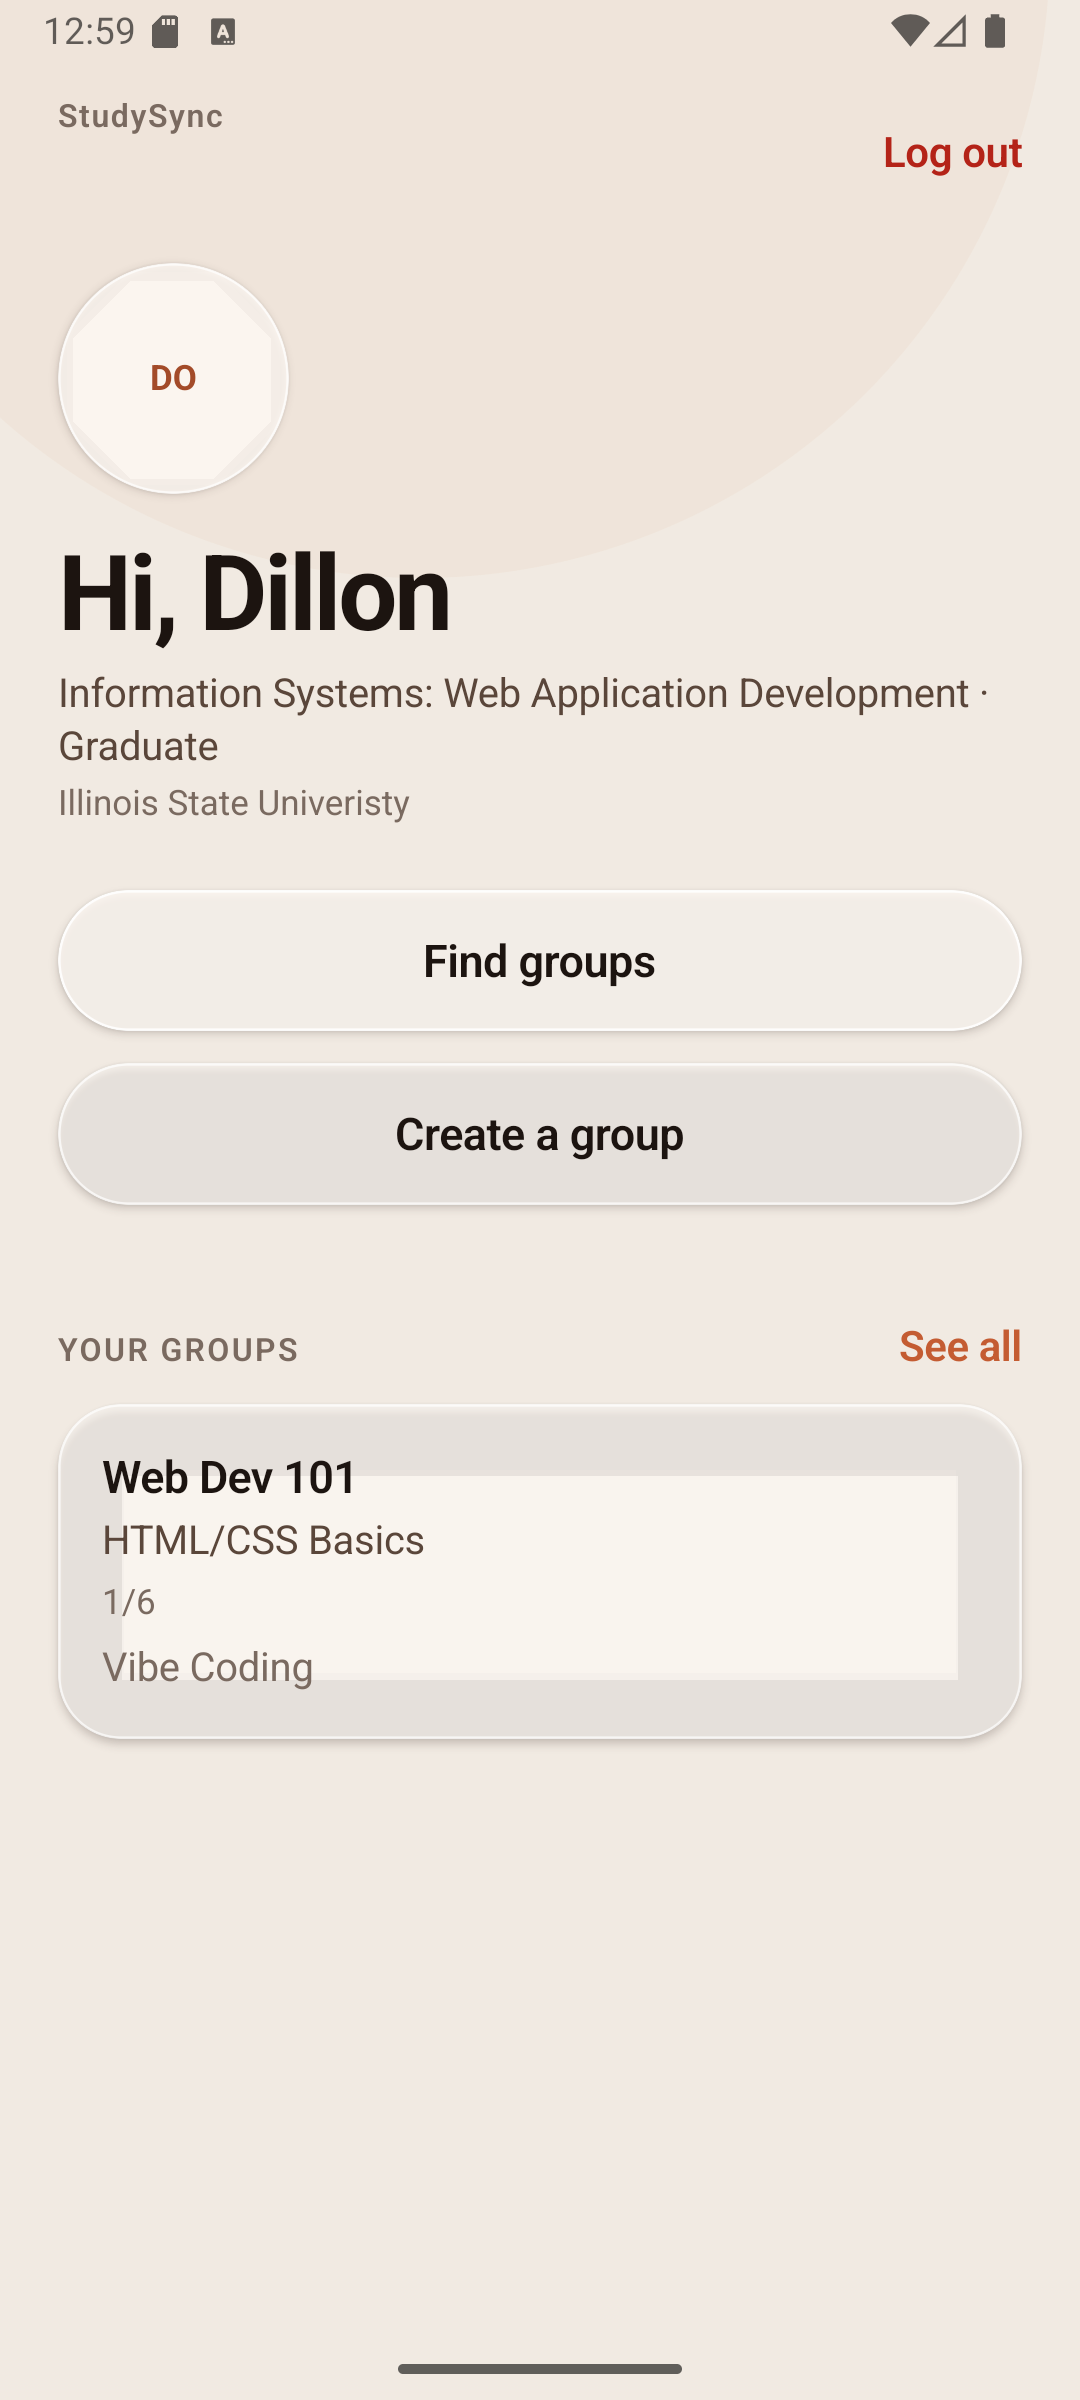 12:59
StudySync
Log out
DO
Hi, Dillon
Information Systems: Web Application Development ·
Graduate
Illinois State Univeristy
Find groups
Create a group
YOUR GROUPS
See all
Web Dev 101
HTML/CSS Basics
1/6
Vibe Coding